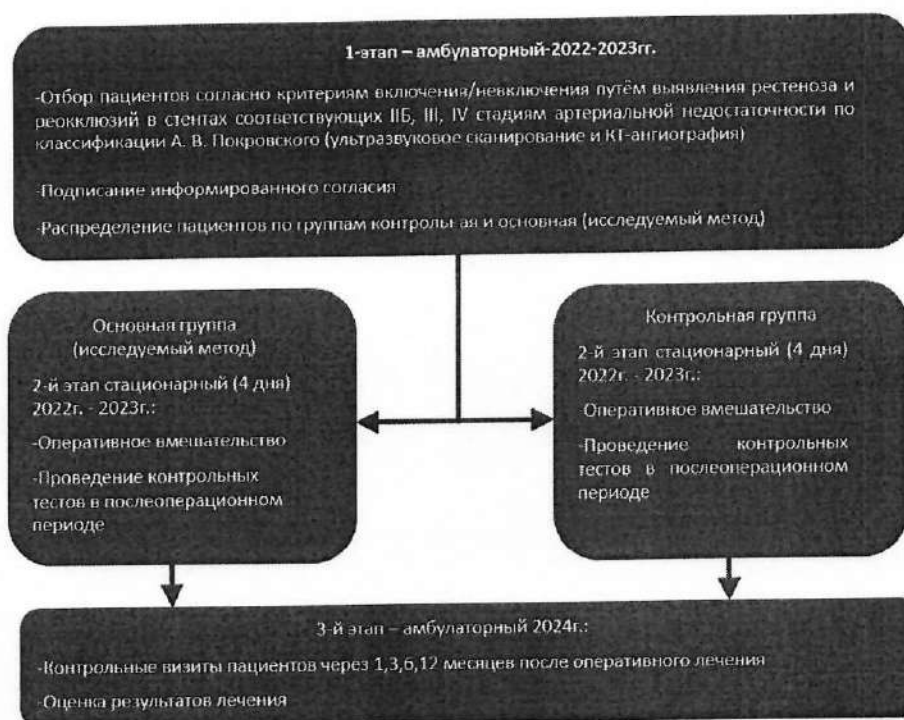 1-этап – амбулаторный-2022-2023гг.
-Отбор пациентов согласно критериям включения/невключения путём выявления рестеноза и
реокклюзий в стентах соответствующих IIБ, III, IV стадиям артериальной недостаточности по
классификации А. В. Покровского (ультразвуковое сканирование и КТ-ангиография)
-Подписание информированного согласия
-Распределение пациентов по группам контрольная и основная (исследуемый метод)
Основная группа
(исследуемый метод)
2-й этап стационарный (4 дня)
2022г. - 2023г.:
-Оперативное вмешательство
-Проведение контрольных
тестов в послеоперационном
периоде
Контрольная группа
2-й этап стационарный (4 дня)
2022г. - 2023г.:
Оперативное вмешательство
-Проведение контрольных
тестов в послеоперационном
периоде
3-й этап – амбулаторный 2024г.:
-Контрольные визиты пациентов через 1,3,6,12 месяцев после оперативного лечения
-Оценка результатов лечения